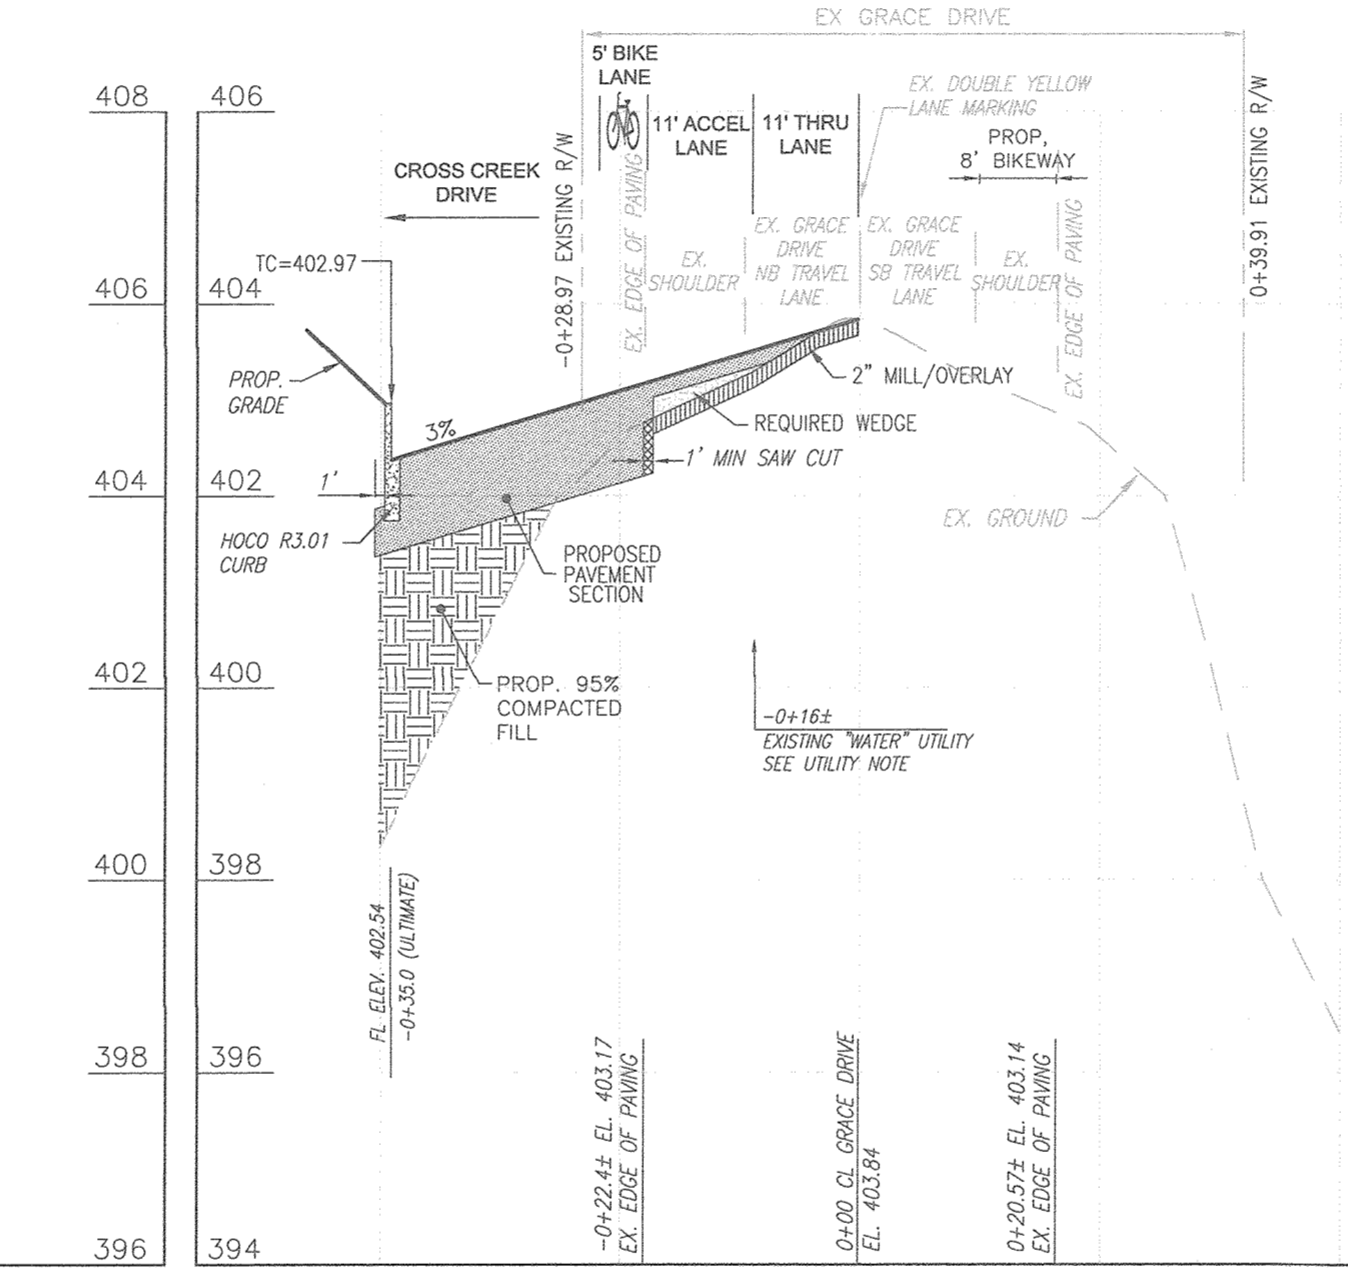 EX GRACE DRIVE
5' BIKE
LANE
11' ACCEL
LANE
11' THRU
LANE
EX. DOUBLE YELLOW
LANE MARKING
PROP,
8' BIKEWAY
CROSS CREEK
DRIVE
-0+28.97 EXISTING R/W
EX. EDGE OF PAVING
EX.
SHOULDER
EX. GRACE
DRIVE
NB TRAVEL
LANE
EX. GRACE
DRIVE
SB TRAVEL
LANE
EX.
SHOULDER
EX. EDGE OF PAVING
0+39.91 EXISTING R/W
408
406
406
404
404
402
402
400
400
398
398
396
396
394
TC=402.97
PROP.
GRADE
3%
2" MILL/OVERLAY
REQUIRED WEDGE
1' MIN SAW CUT
1'
EX. GROUND
HOCO R3.01
CURB
PROPOSED
PAVEMENT
SECTION
PROP. 95%
COMPACTED
FILL
-0+16±
EXISTING "WATER" UTILITY
SEE UTILITY NOTE
FL ELEV. 402.54
-0+35.0 (ULTIMATE)
-0+22.4± EL. 403.17
EX. EDGE OF PAVING
0+00 CL GRACE DRIVE
EL. 403.84
0+20.57± EL. 403.14
EX. EDGE OF PAVING